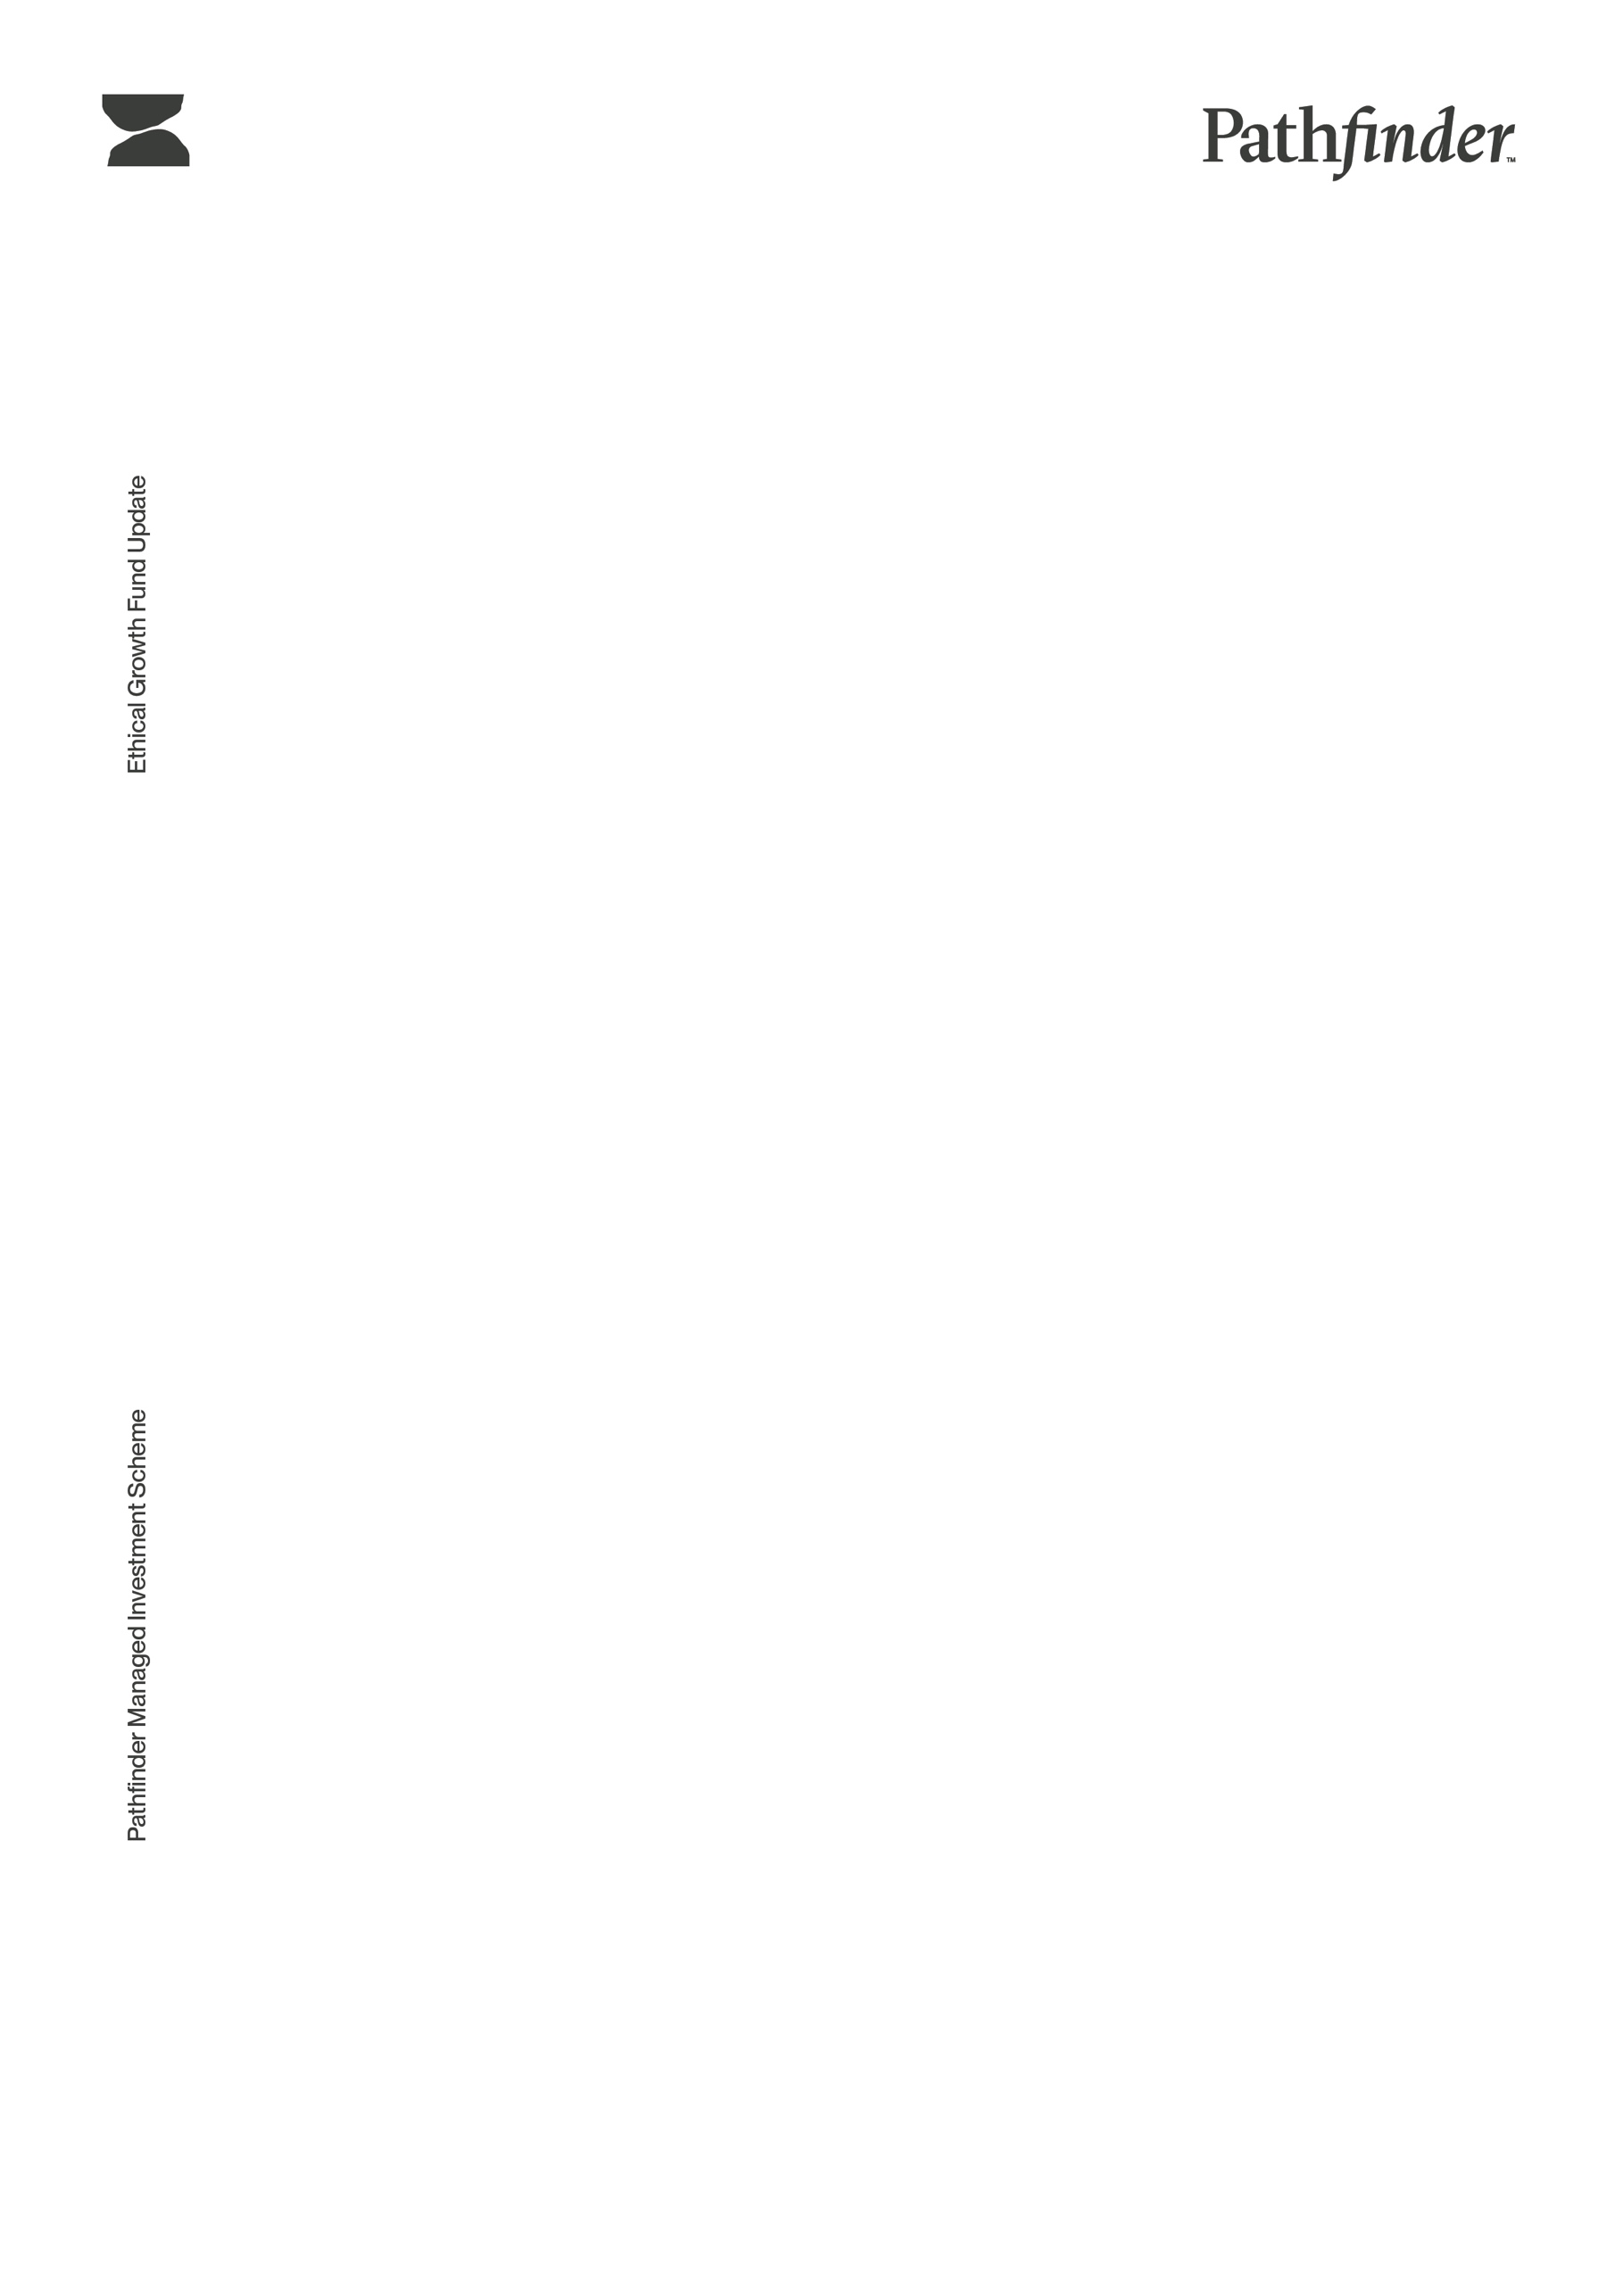 Pathfinder™
Ethical Growth Fund Update
Pathfinder Managed Investment Scheme